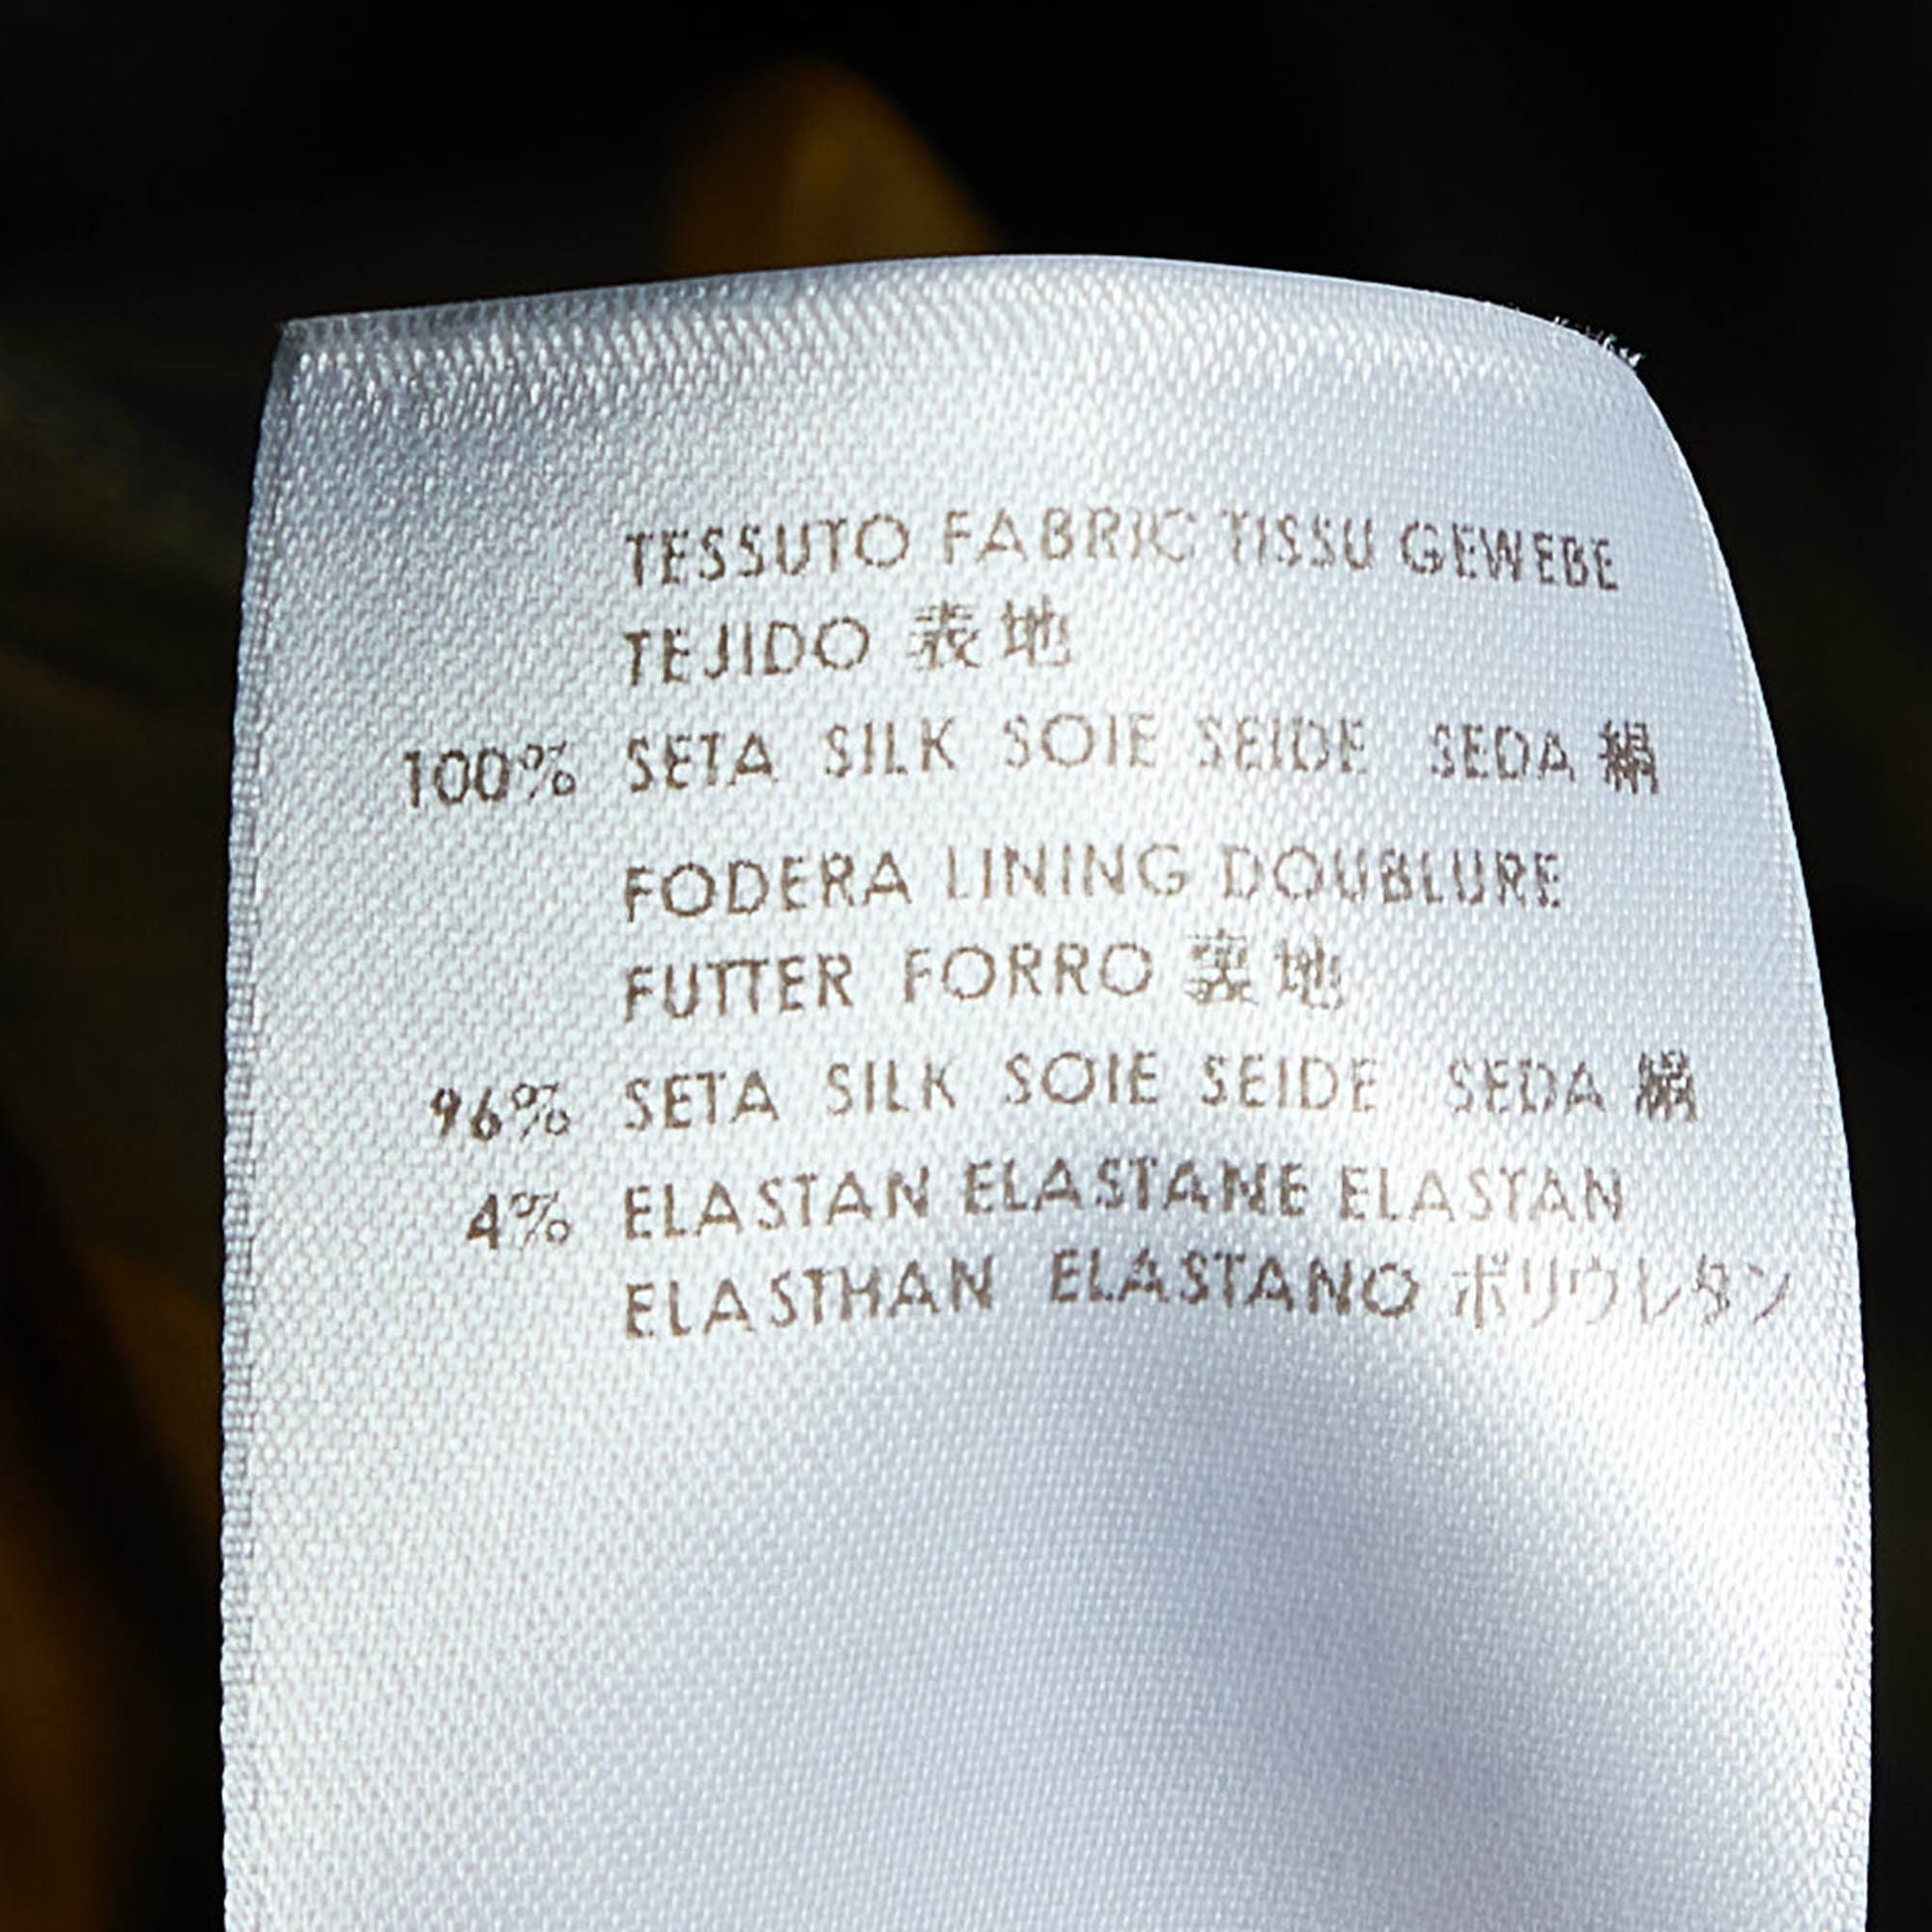 TESSUTO FABRIC TISSU GEWEBE
TEJIDO 表地
100% SETA SILK SOIE SEIDE SEDA 絹
FODERA LINING DOUBLURE
FUTTER FORRO 裏地
96% SETA SILK SOIE SEIDE SEDA 絹
4% ELASTAN ELASTANE ELASTAN
ELASTHAN ELASTANO ポリウレタン